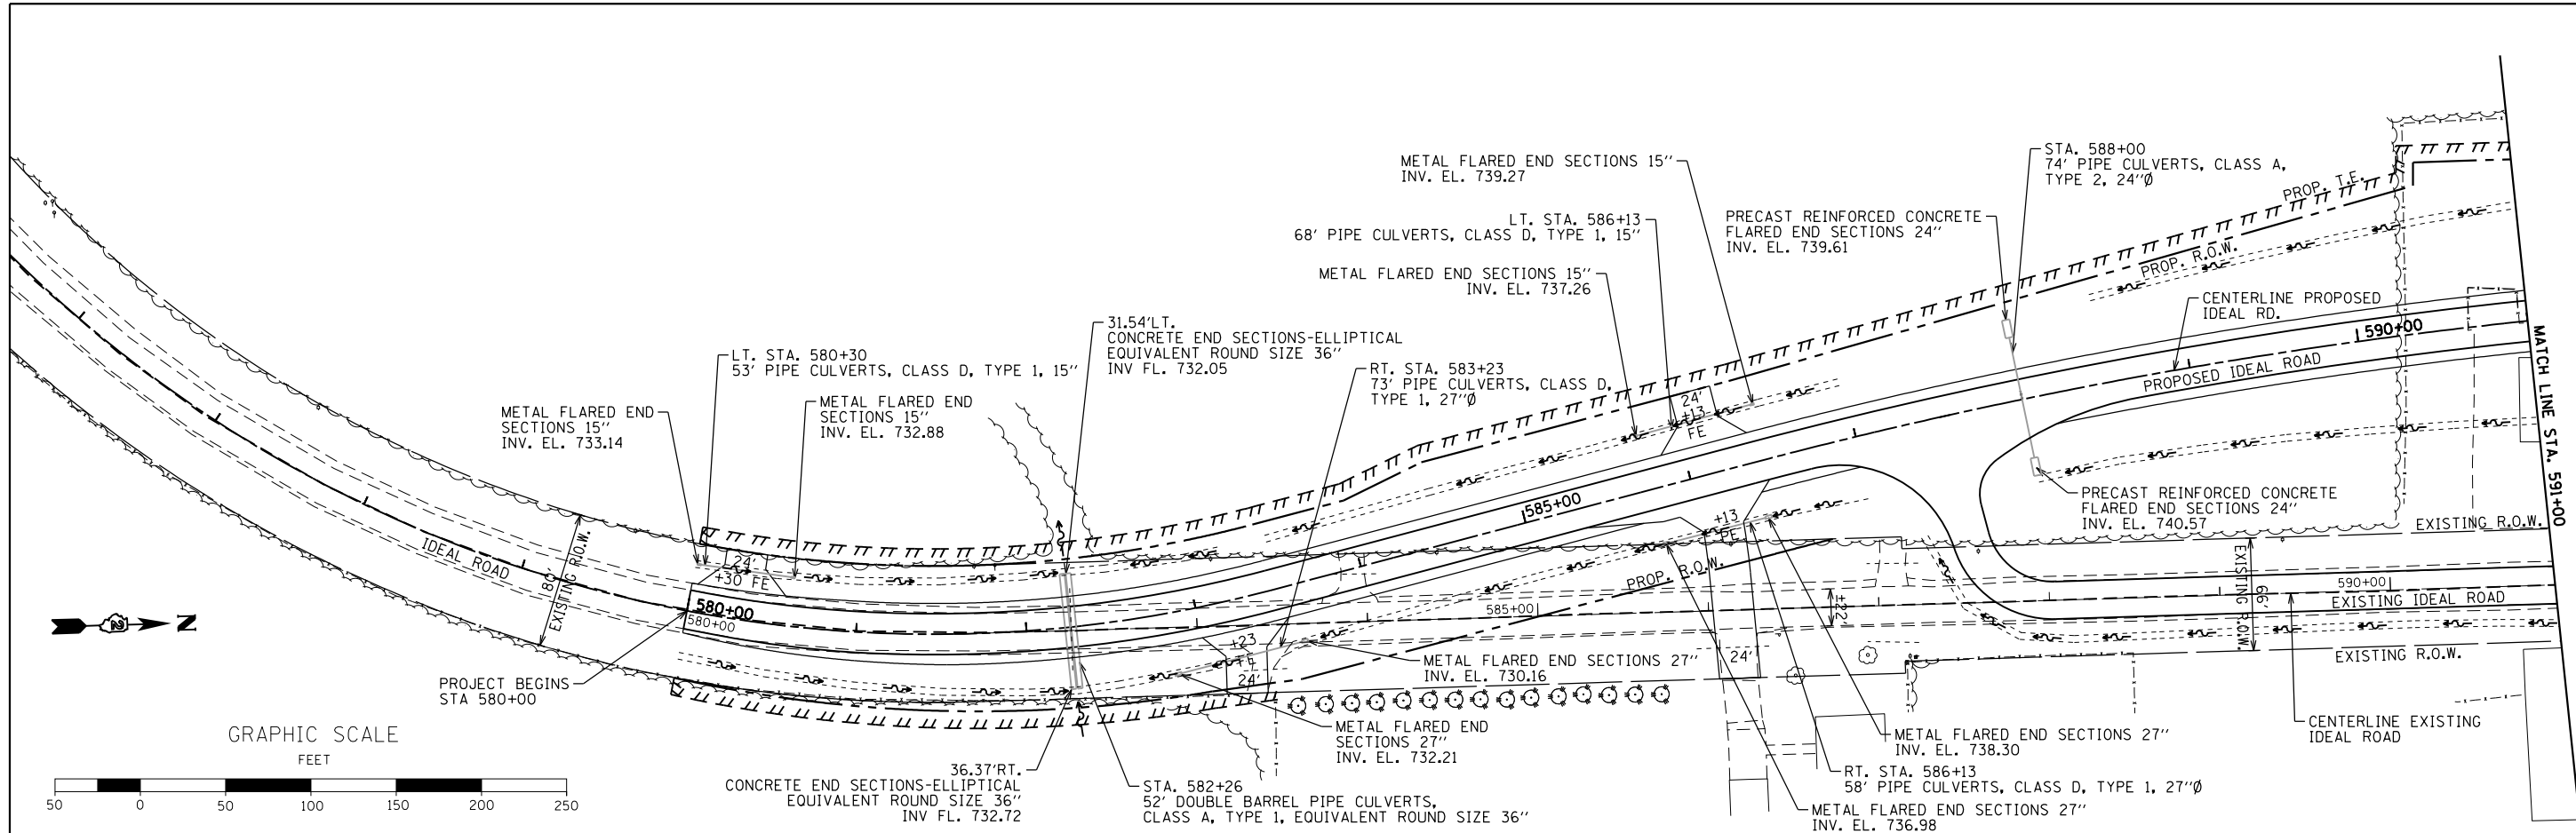 METAL FLARED END SECTIONS 15"
INV. EL. 739.27
STA. 588+00
74' PIPE CULVERTS, CLASS A,
TYPE 2, 24"Ø
PROP. T.E.
LT. STA. 586+13
68' PIPE CULVERTS, CLASS D, TYPE 1, 15"
PRECAST REINFORCED CONCRETE
FLARED END SECTIONS 24"
INV. EL. 739.61
PROP. R.O.W.
METAL FLARED END SECTIONS 15"
INV. EL. 737.26
CENTERLINE PROPOSED
IDEAL RD.
590+00
PROPOSED IDEAL ROAD
MATCH LINE STA. 591+00
31.54'LT.
CONCRETE END SECTIONS-ELLIPTICAL
EQUIVALENT ROUND SIZE 36"
INV FL. 732.05
LT. STA. 580+30
53' PIPE CULVERTS, CLASS D, TYPE 1, 15"
RT. STA. 583+23
73' PIPE CULVERTS, CLASS D,
TYPE 1, 27"Ø
METAL FLARED END
SECTIONS 15"
INV. EL. 733.14
METAL FLARED END
SECTIONS 15"
INV. EL. 732.88
24'
+13
FE
585+00
PRECAST REINFORCED CONCRETE
FLARED END SECTIONS 24"
INV. EL. 740.57
EXISTING R.O.W.
IDEAL ROAD
80'
EXISTING R.O.W.
24'
+30 FE
580+00
580+00
+13
PE
PROP. R.O.W.
585+00
±22'
EXISTING R.O.W.
66'
590+00
EXISTING IDEAL ROAD
EXISTING R.O.W.
N
PROJECT BEGINS
STA 580+00
+23
FE
24'
24'
METAL FLARED END SECTIONS 27"
INV. EL. 730.16
METAL FLARED END
SECTIONS 27"
INV. EL. 732.21
METAL FLARED END SECTIONS 27"
INV. EL. 738.30
CENTERLINE EXISTING
IDEAL ROAD
GRAPHIC SCALE
FEET
50 0 50 100 150 200 250
36.37'RT.
CONCRETE END SECTIONS-ELLIPTICAL
EQUIVALENT ROUND SIZE 36"
INV FL. 732.72
STA. 582+26
52' DOUBLE BARREL PIPE CULVERTS,
CLASS A, TYPE 1, EQUIVALENT ROUND SIZE 36"
RT. STA. 586+13
58' PIPE CULVERTS, CLASS D, TYPE 1, 27"Ø
METAL FLARED END SECTIONS 27"
INV. EL. 736.98